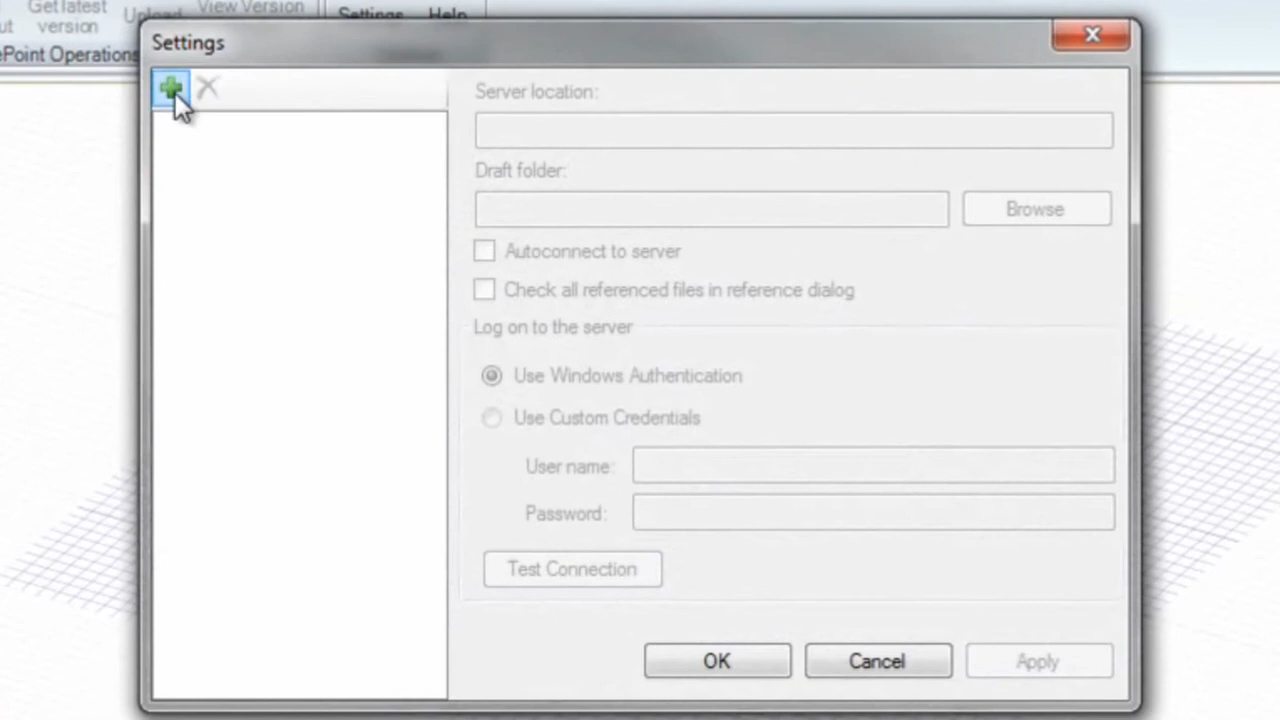 Get latest
version
Upload
View Version
Settings Help
ePoint Operations
Settings
Server location:
Draft folder:
Browse
Autoconnect to server
Check all referenced files in reference dialog
Log on to the server
Use Windows Authentication
Use Custom Credentials
User name:
Password:
Test Connection
OK Cancel Apply